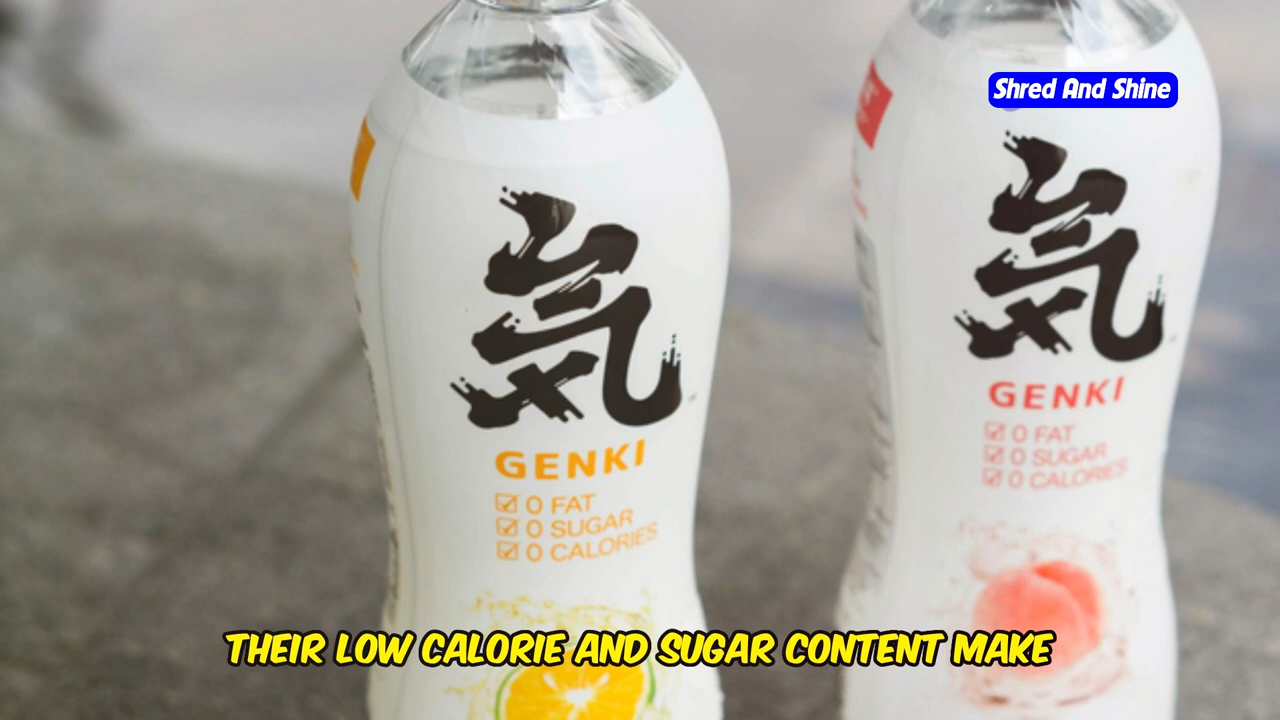 Shred And Shine
気
GENKI
0 FAT
0 SUGAR
0 CALORIES
気
GENKI
0 FAT
0 SUGAR
0 CALORIES
THEIR LOW CALORIE AND SUGAR CONTENT MAKE